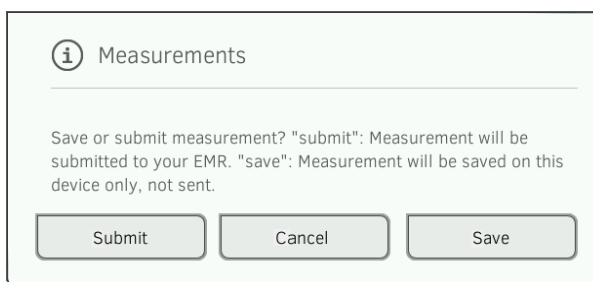 Measurements
Save or submit measurement? "submit": Measurement will be
submitted to your EMR. "save": Measurement will be saved on this
device only, not sent.
Submit Cancel Save